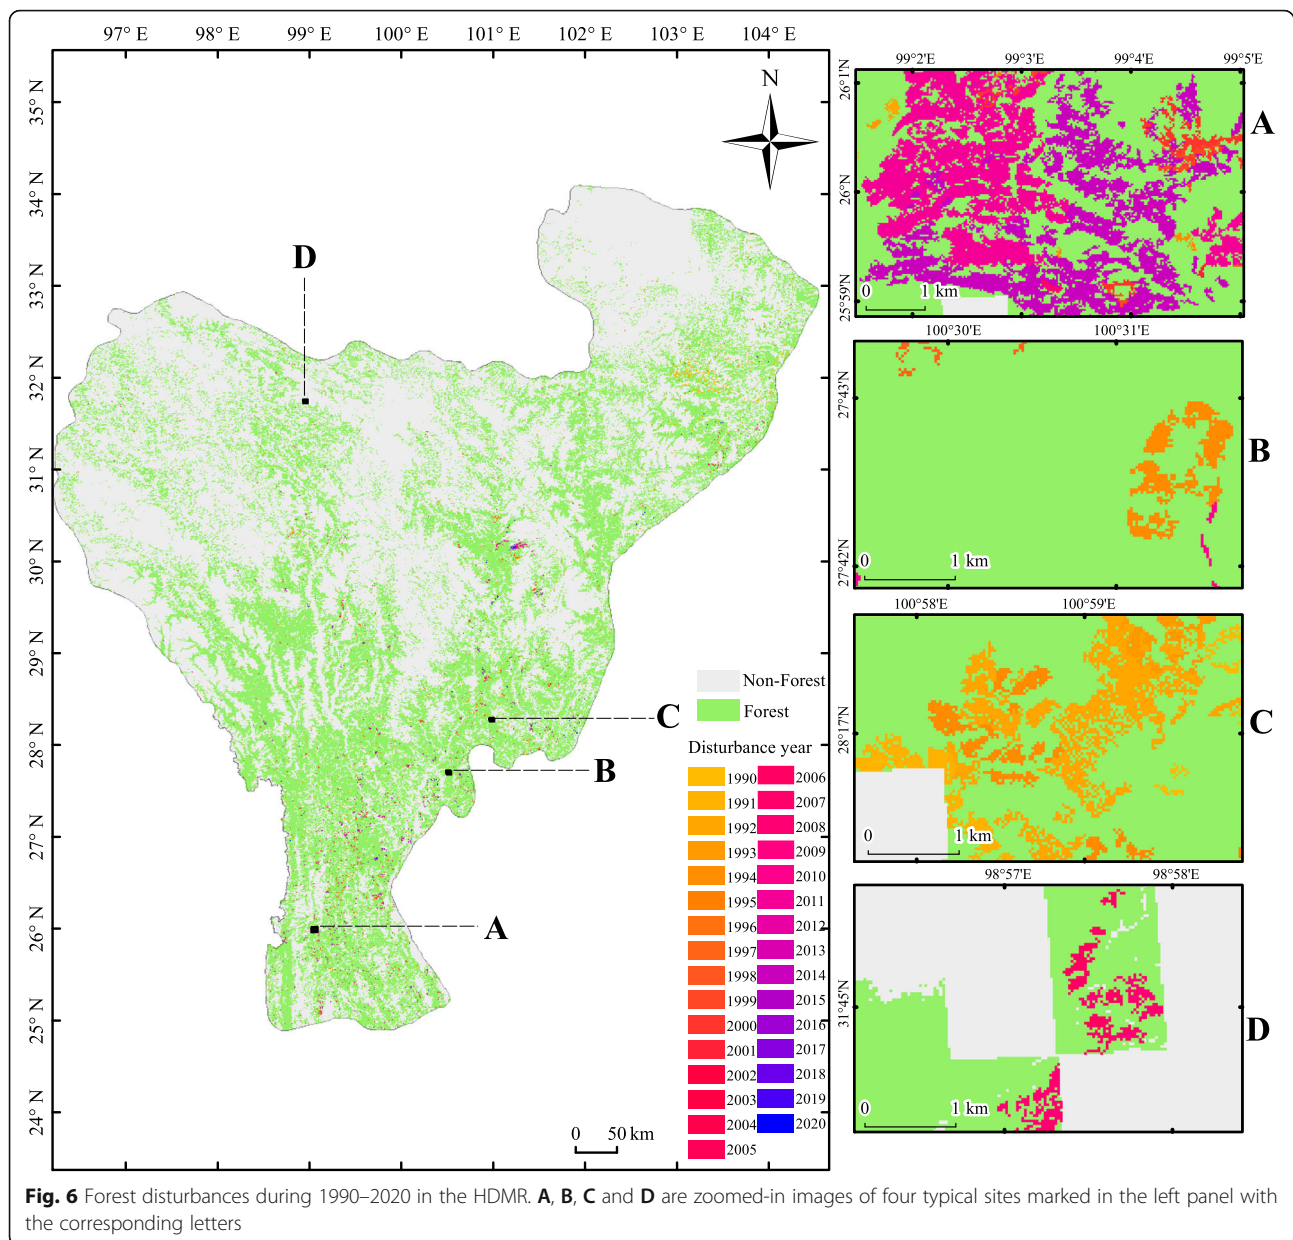 97° E 98° E 99° E 100° E 101° E 102° E 103° E 104° E
35° N
34° N
33° N
32° N
31° N
30° N
29° N
28° N
27° N
26° N
25° N
24° N
N
D
C
B
A
Non-Forest
Forest
Disturbance year
1990
1991
1992
1993
1994
1995
1996
1997
1998
1999
2000
2001
2002
2003
2004
2005
2006
2007
2008
2009
2010
2011
2012
2013
2014
2015
2016
2017
2018
2019
2020
0 50 km
99°2'E 99°3'E 99°4'E 99°5'E
26°1'N
26°N
25°59'N
0 1 km
A
100°30'E 100°31'E
27°43'N
27°42'N
0 1 km
B
100°58'E 100°59'E
28°17'N
0 1 km
C
98°57'E 98°58'E
31°45'N
0 1 km
D
Fig. 6 Forest disturbances during 1990–2020 in the HDMR. A, B, C and D are zoomed-in images of four typical sites marked in the left panel with
the corresponding letters